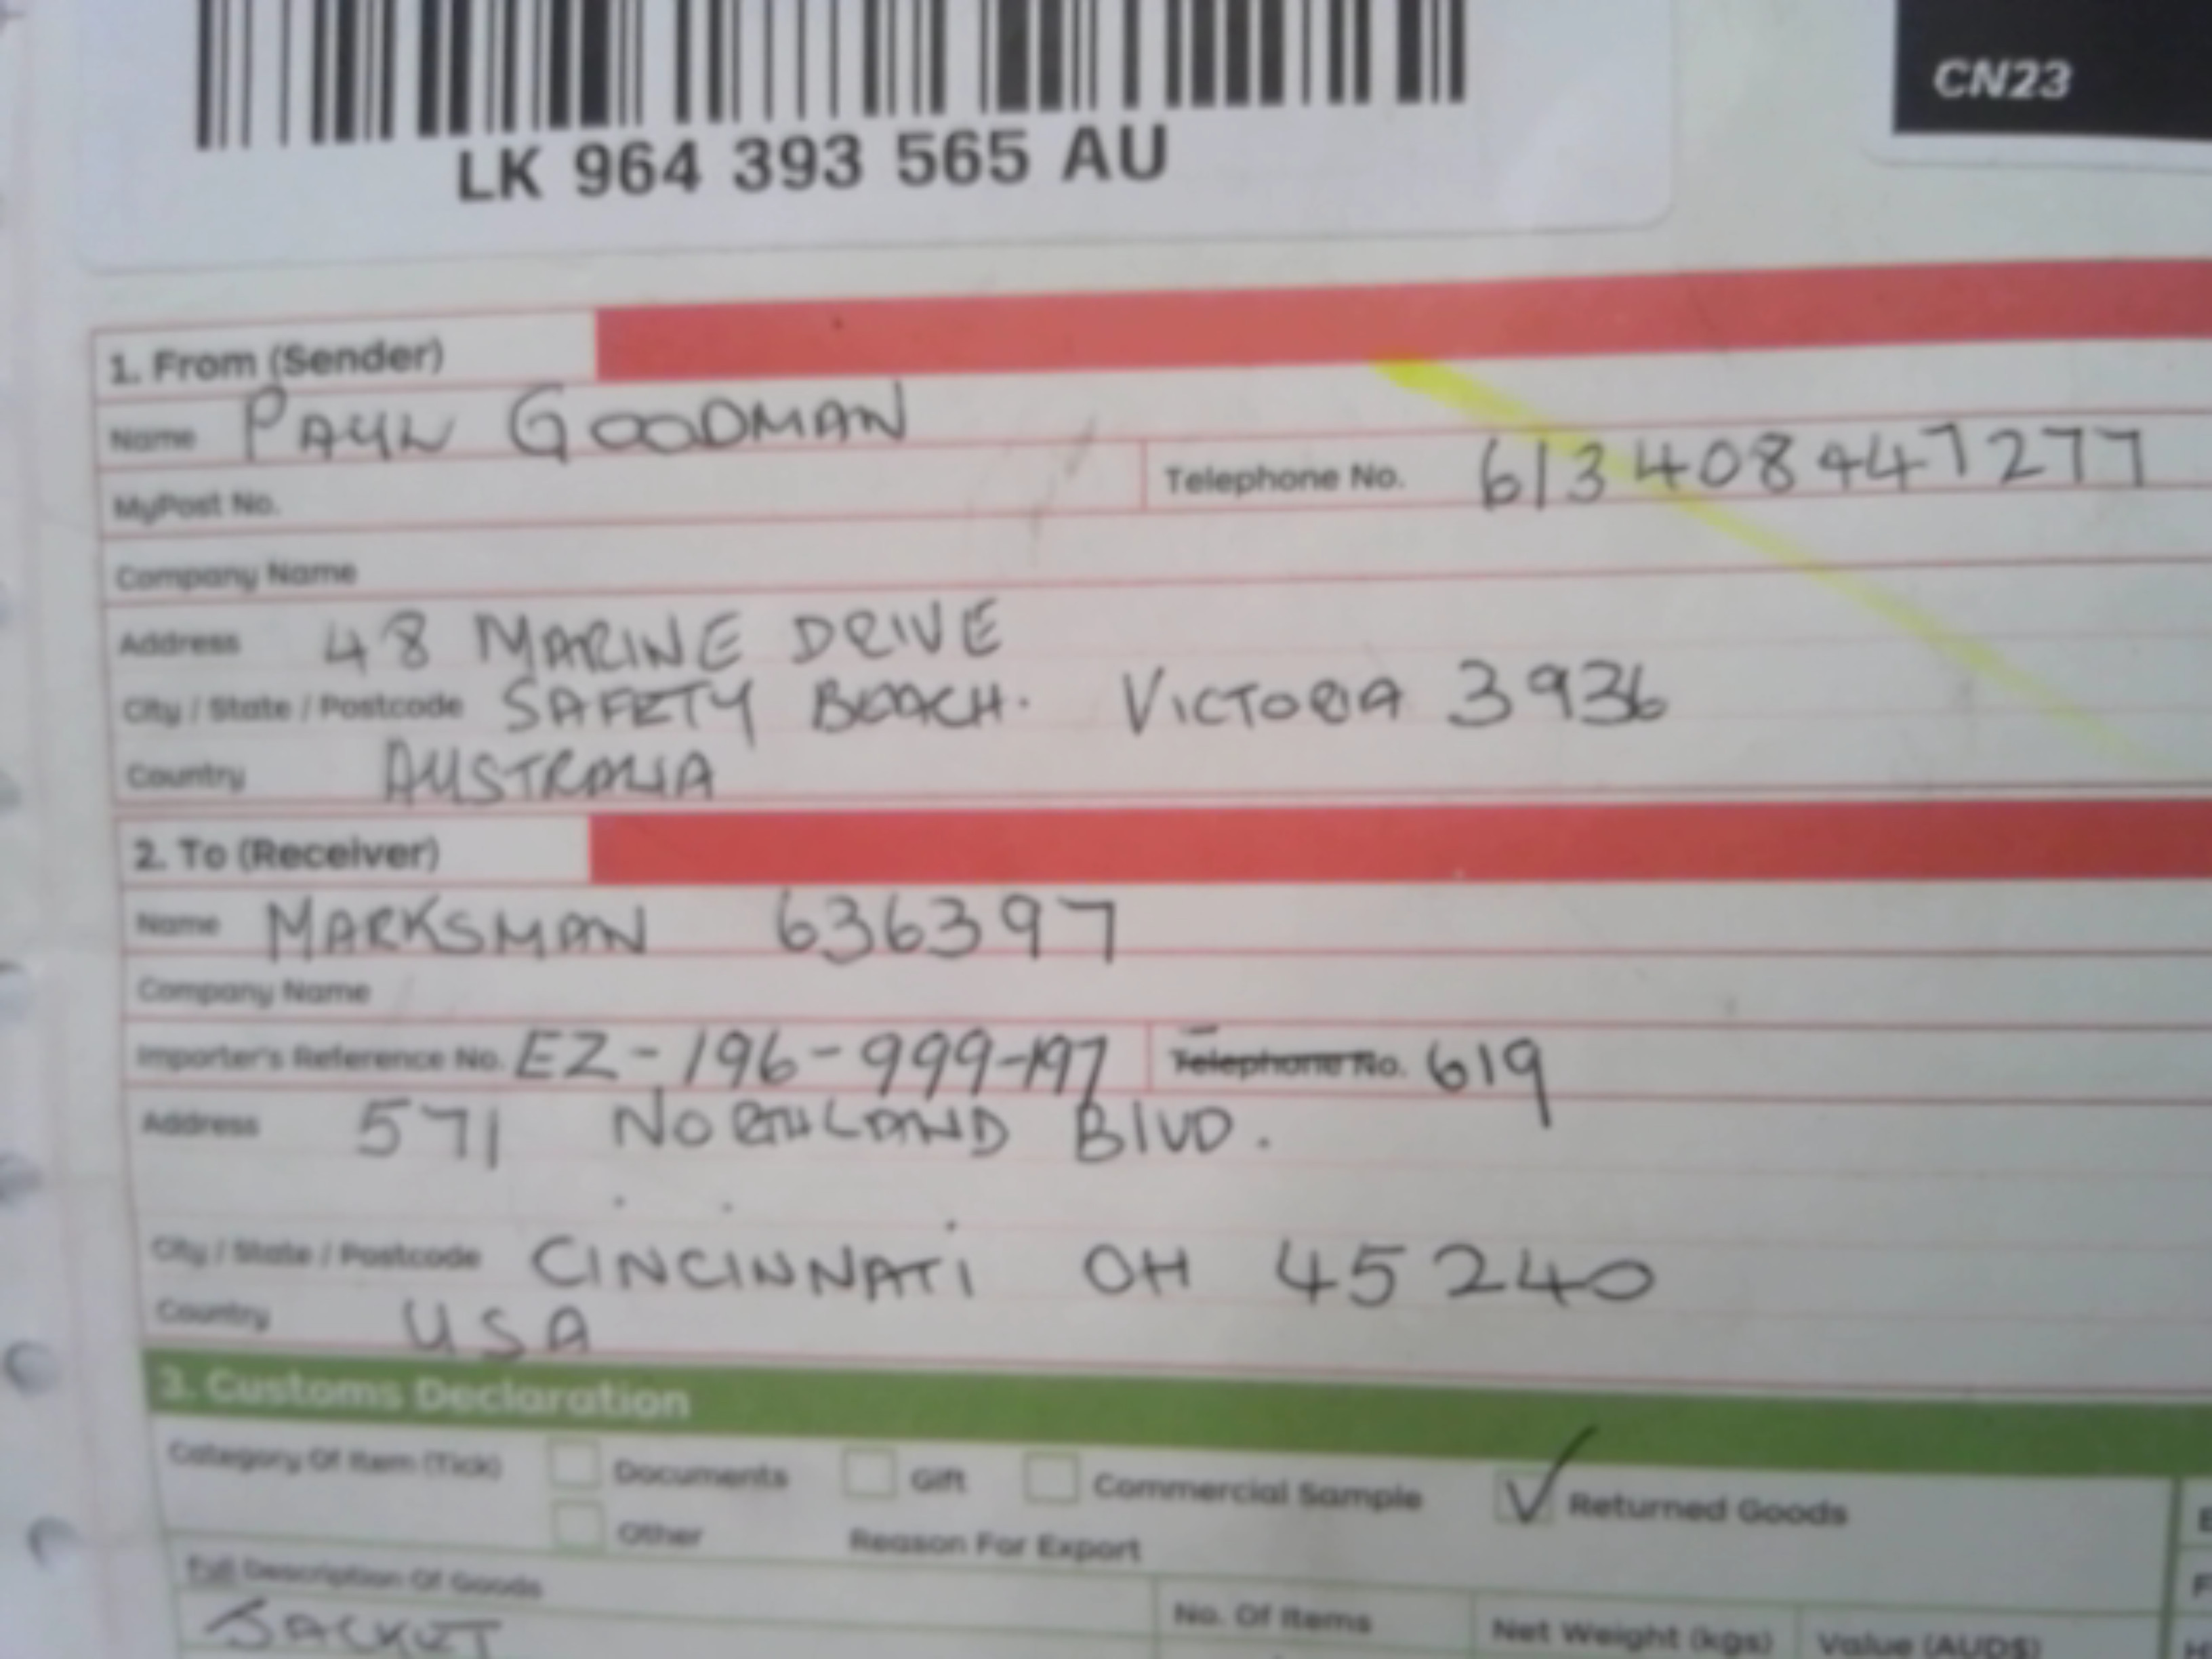 CN23
LK 964 393 565 AU
1. From (Sender)
Name PAUL GOODMAN
MyPost No. Telephone No. 613408447277
Company Name
Address 48 MARINE DRIVE
City / State / Postcode SAFETY BEACH. VICTORIA 3936
Country AUSTRALIA
2. To (Receiver)
Name MARKSMAN 636397
Company Name
Importer's Reference No. EZ-196-999-197 Telephone No. 619
Address 571 NORTHLAND BLVD.
City / State / Postcode CINCINNATi OH 45240
Country USA
3. Customs Declaration
Category Of Item (Tick) Documents Gift Commercial Sample Returned Goods
Other Reason For Export
Full Description Of Goods
No. Of Items Net Weight (kgs) Value (AUD$)
JACKET